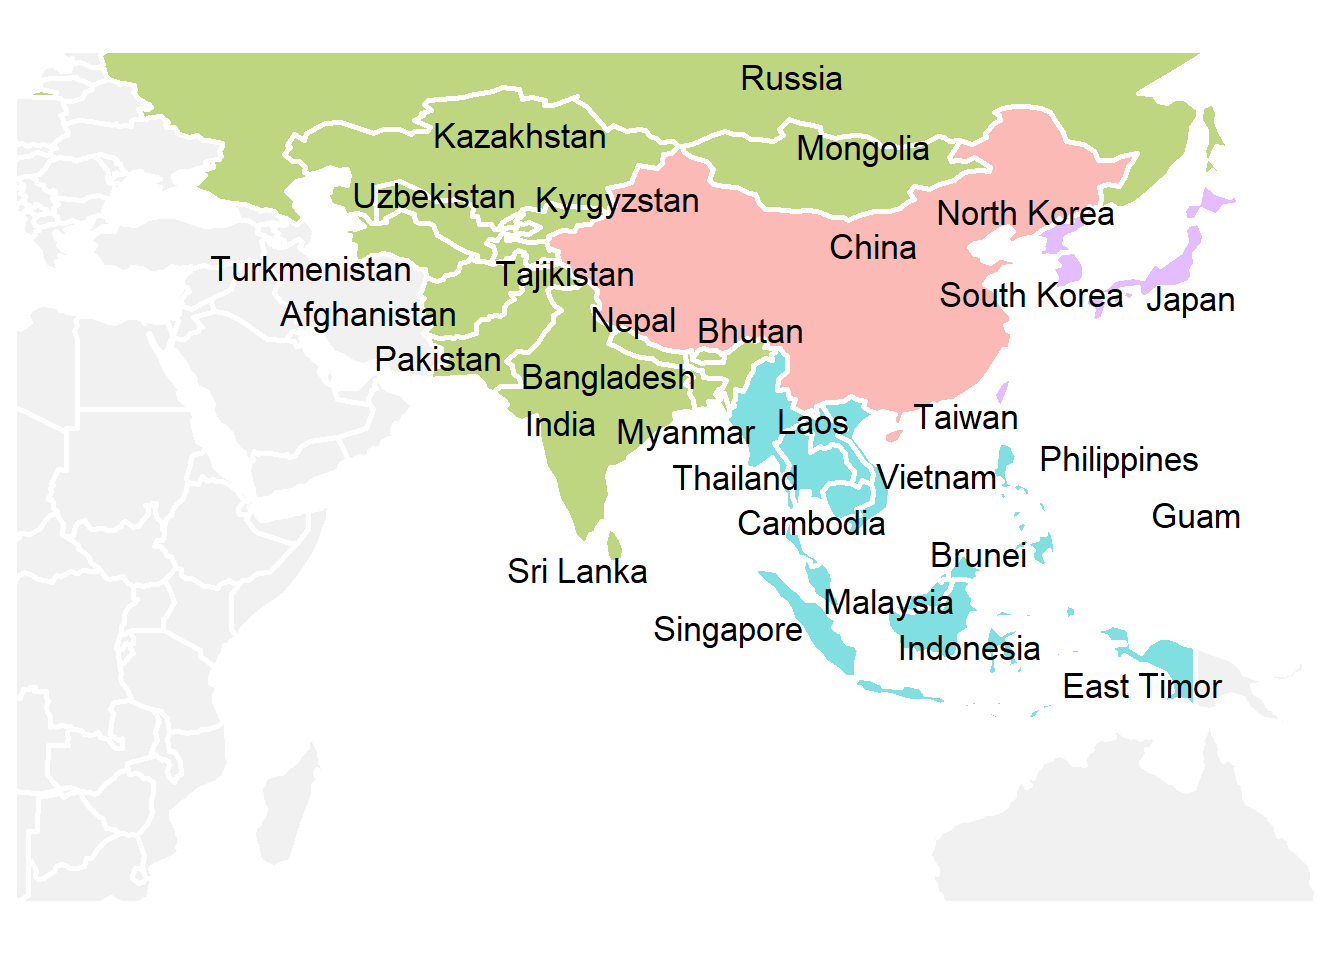 Russia
Kazakhstan
Mongolia
Uzbekistan
Kyrgyzstan
North Korea
China
Turkmenistan
Tajikistan
South Korea
Japan
Afghanistan
Nepal
Bhutan
Pakistan
Bangladesh
India
Myanmar
Laos
Taiwan
Philippines
Thailand
Vietnam
Guam
Cambodia
Brunei
Sri Lanka
Malaysia
Singapore
Indonesia
East Timor